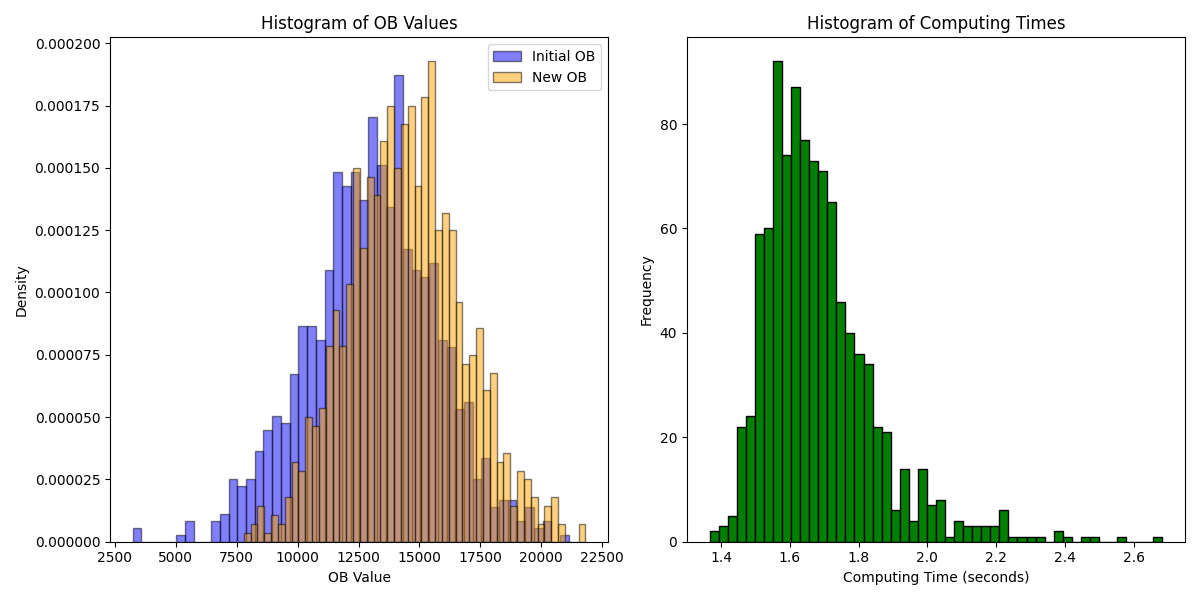 Histogram of OB Values
Initial OB
New OB
Density
0.000200
0.000175
0.000150
0.000125
0.000100
0.000075
0.000050
0.000025
0.000000
2500 5000 7500 10000 12500 15000 17500 20000 22500
OB Value
Histogram of Computing Times
Frequency
80
60
40
20
0
1.4 1.6 1.8 2.0 2.2 2.4 2.6
Computing Time (seconds)